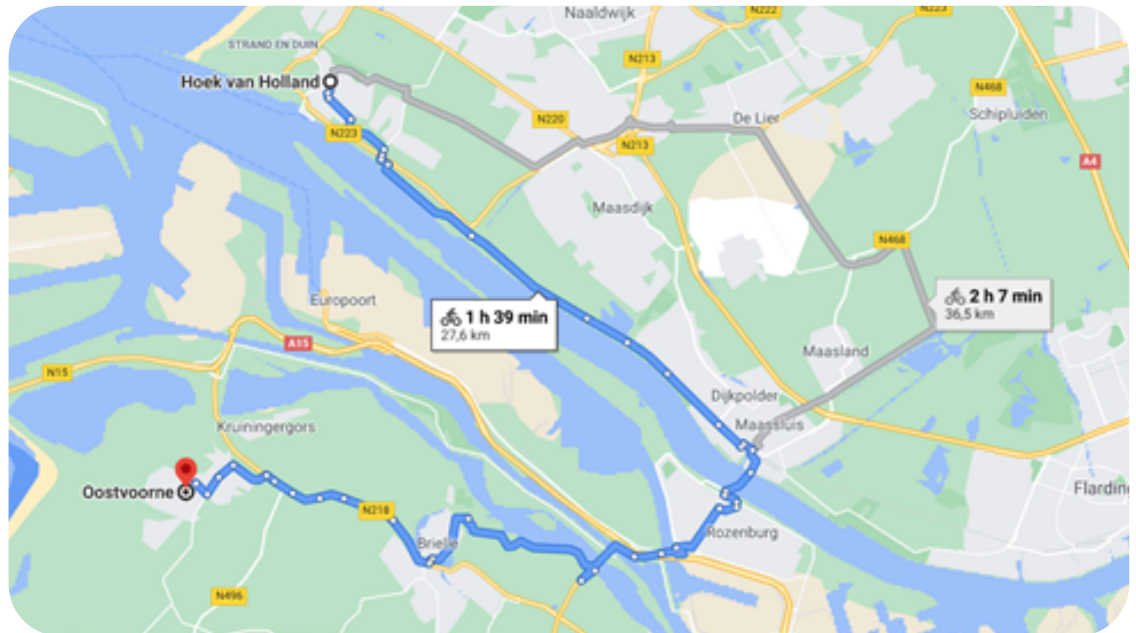 Naaldwijk
N222
N223
STRAND EN DUIN
Hoek van Holland
N213
N468
Schipluiden
N220
De Lier
N223
N213
A4
Maasdijk
N468
2 h 7 min
36,5 km
Europoort
1 h 39 min
27,6 km
A15
Maasland
N15
Dijkpolder
Maassluis
Kruiningergors
Oostvoorne
Flarding
N218
Rozenburg
Brielle
N496